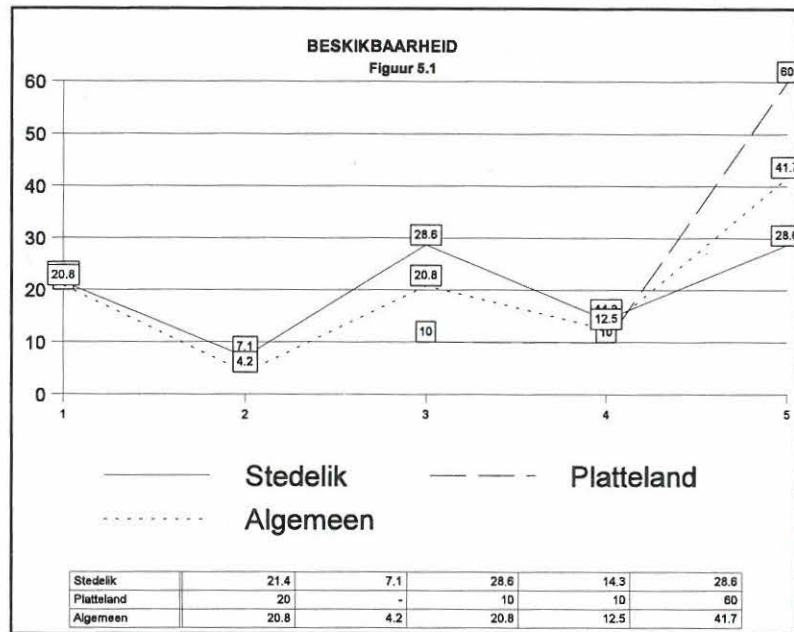 BESKIKBAARHEID
Figuur 5.1
60
50
40
30
20
10
0
20.8
7.1
4.2
28.6
20.8
10
12.5
10
60
41.7
28.6
1 2 3 4 5
Stedelik Platteland
Algemeen
Stedelik 21.4 7.1 28.6 14.3 28.6
Platteland 20 - 10 10 60
Algemeen 20.8 4.2 20.8 12.5 41.7